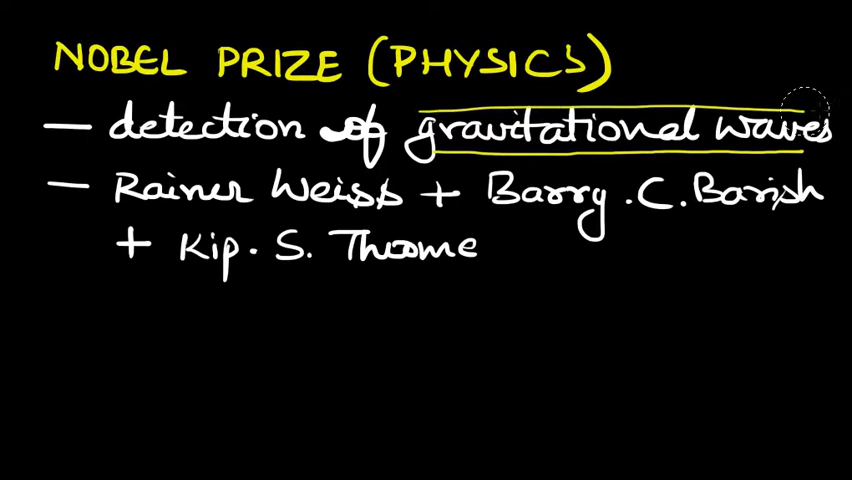 NOBEL PRIZE (PHYSICS)
— detection of gravitational waves
— Rainer Weiss + Barry . C. Barish
+ Kip. S. Thorne